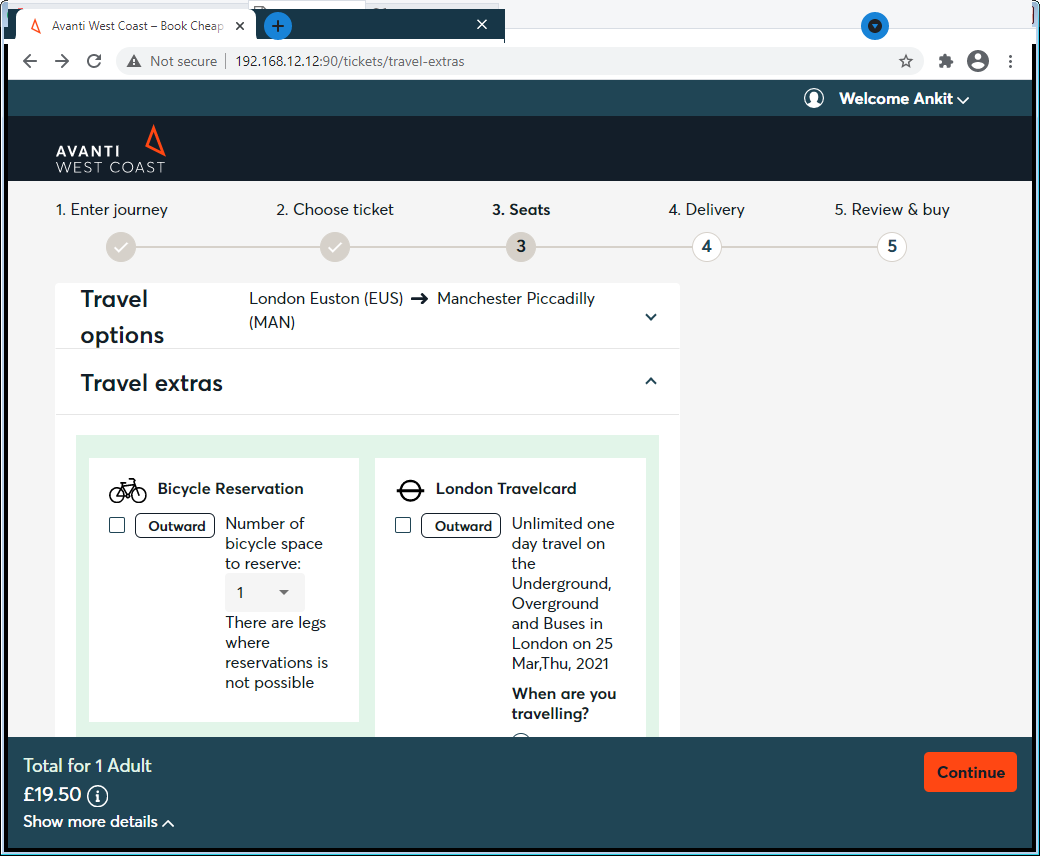 Avanti West Coast – Book Cheap
Not secure
192.168.12.12:90/tickets/travel-extras
Welcome Ankit
AVANTI
WEST COAST
1. Enter journey
2. Choose ticket
3. Seats
4. Delivery
5. Review & buy
3
4
5
Travel
options
London Euston (EUS) → Manchester Piccadilly
(MAN)
Travel extras
Bicycle Reservation
Outward
Number of
bicycle space
to reserve:
1
There are legs
where
reservations is
not possible
London Travelcard
Outward
Unlimited one
day travel on
the
Underground,
Overground
and Buses in
London on 25
Mar,Thu, 2021
When are you
travelling?
Total for 1 Adult
£19.50
Show more details
Continue